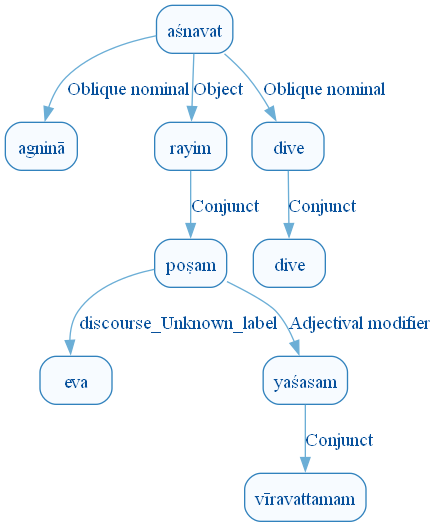 aśnavat
Oblique nominal Object Oblique nominal
agninā rayim dive
Conjunct Conjunct
poṣam dive
discourse_Unknown_label Adjectival modifier
eva yaśasam
Conjunct
vīravattamam